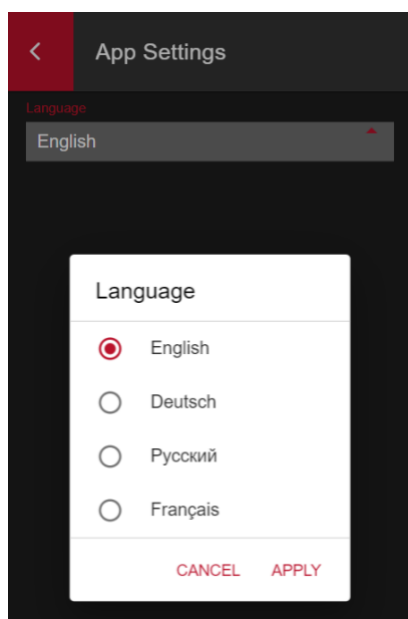 App Settings
Language
English
Language
English
Deutsch
Русский
Français
CANCEL APPLY